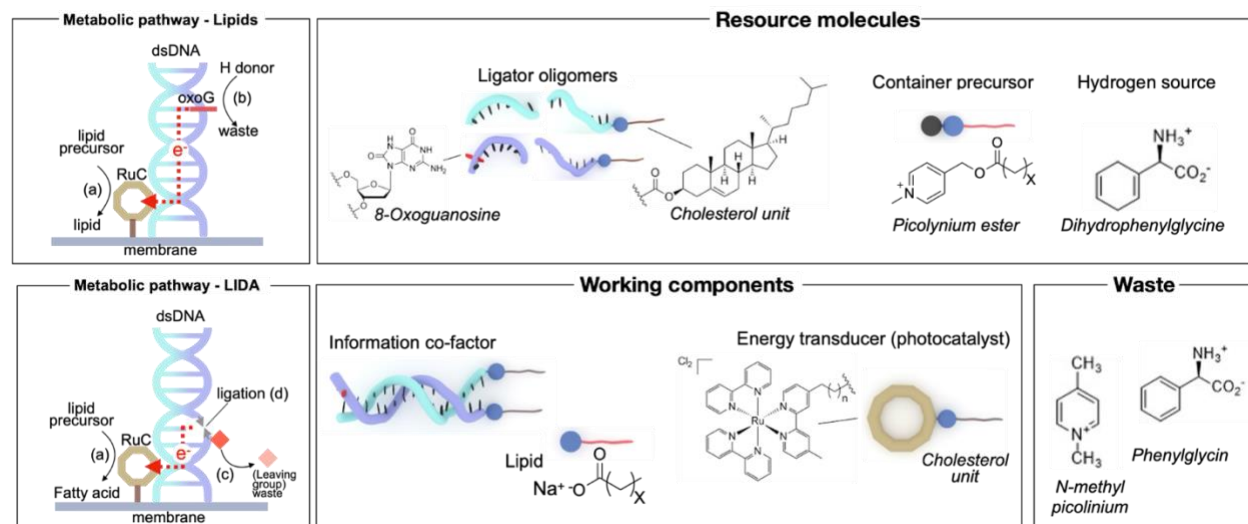 Metabolic pathway - Lipids
dsDNA
H donor
oxoG
(b)
waste
lipid
precursor
e-
RuC
(a)
lipid
membrane
Resource molecules
Ligator oligomers
8-Oxoguanosine
O
N
NH
HN
O
N
N
H
NH2
O
O
O
Cholesterol unit
O
O
H
H
H
Container precursor
O
O
X
N
+
Picolynium ester
Hydrogen source
NH3+
CO2-
Dihydrophenylglycine
Metabolic pathway - LIDA
dsDNA
ligation (d)
lipid
precursor
RuC
e-
(a)
(c)
(Leaving
group)
waste
Fatty acid
membrane
Working components
Information co-factor
Lipid
O
Na+ -O
X
Energy transducer (photocatalyst)
Cl2
N
N
N
Ru
N
N
N
n
Cholesterol
unit
Waste
CH3
N
+
CH3
N-methyl
picolinium
NH3+
CO2-
Phenylglycin